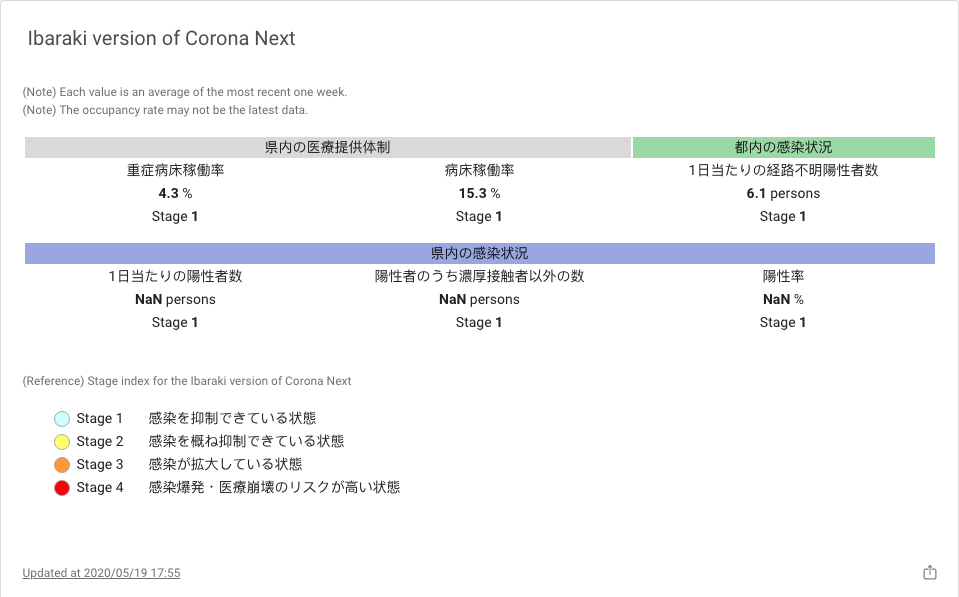 Ibaraki version of Corona Next
(Note) Each value is an average of the most recent one week.
(Note) The occupancy rate may not be the latest data.
県内の医療提供体制 都内の感染状況
重症病床稼働率 病床稼働率 1日当たりの経路不明陽性者数
4.3 % 15.3 % 6.1 persons
Stage 1 Stage 1 Stage 1
県内の感染状況
1日当たりの陽性者数 陽性者のうち濃厚接触者以外の数 陽性率
NaN persons NaN persons NaN %
Stage 1 Stage 1 Stage 1
(Reference) Stage index for the Ibaraki version of Corona Next
Stage 1 感染を抑制できている状態
Stage 2 感染を概ね抑制できている状態
Stage 3 感染が拡大している状態
Stage 4 感染爆発・医療崩壊のリスクが高い状態
Updated at 2020/05/19 17:55